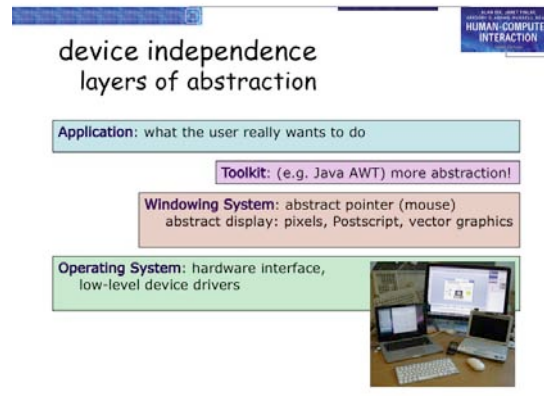 HUMAN-COMPUTER
INTERACTION
device independence
layers of abstraction
Application: what the user really wants to do
Toolkit: (e.g. Java AWT) more abstraction!
Windowing System: abstract pointer (mouse)
abstract display: pixels, Postscript, vector graphics
Operating System: hardware interface,
low-level device drivers